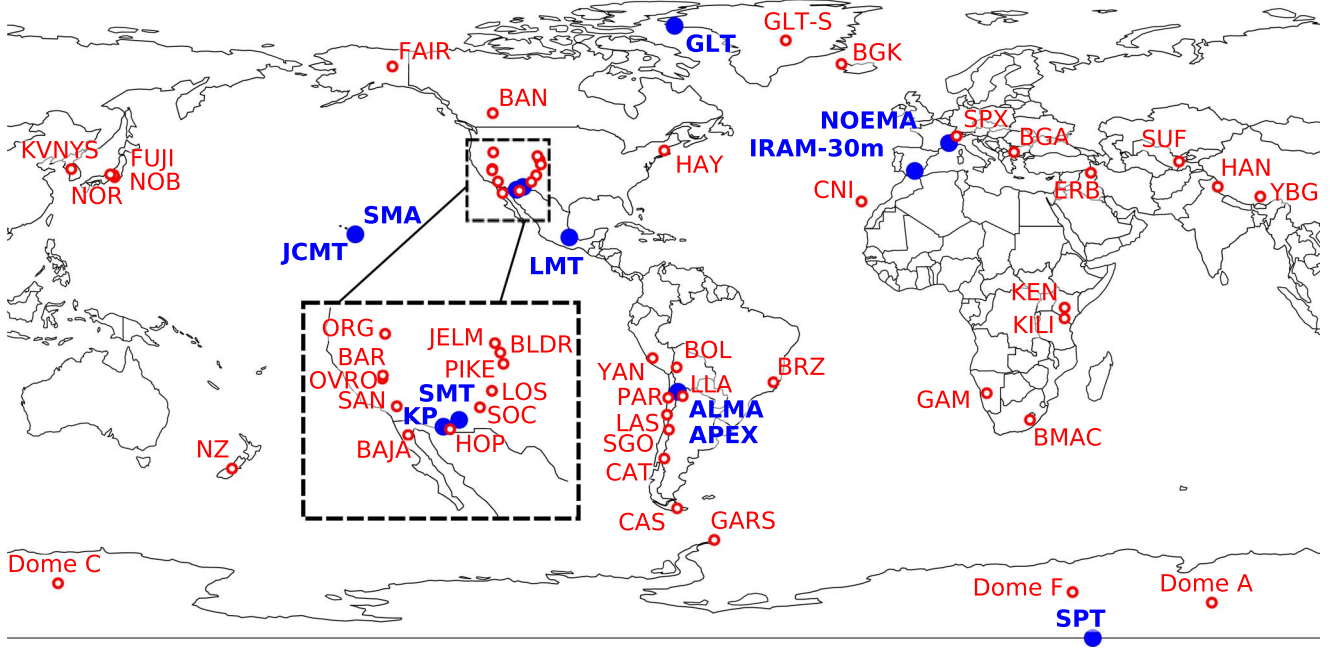 GLT-S
GLT
FAIR
BGK
BAN
NOEMA
SPX
IRAM-30m
BGA
SUF
KVNYS
FUJI
HAY
HAN
NOB
NOR
CNI
ERB
YBG
SMA
JCMT
LMT
KEN
KILI
ORG
JELM
BLDR
BAR
PIKE
OVRO
SMT
LOS
SAN
KP
SOC
BAJA
HOP
YAN
BOL
BRZ
PAR
LLA
ALMA
LAS
APEX
SGO
CAT
GAM
BMAC
NZ
CAS
GARS
Dome C
Dome F
Dome A
SPT